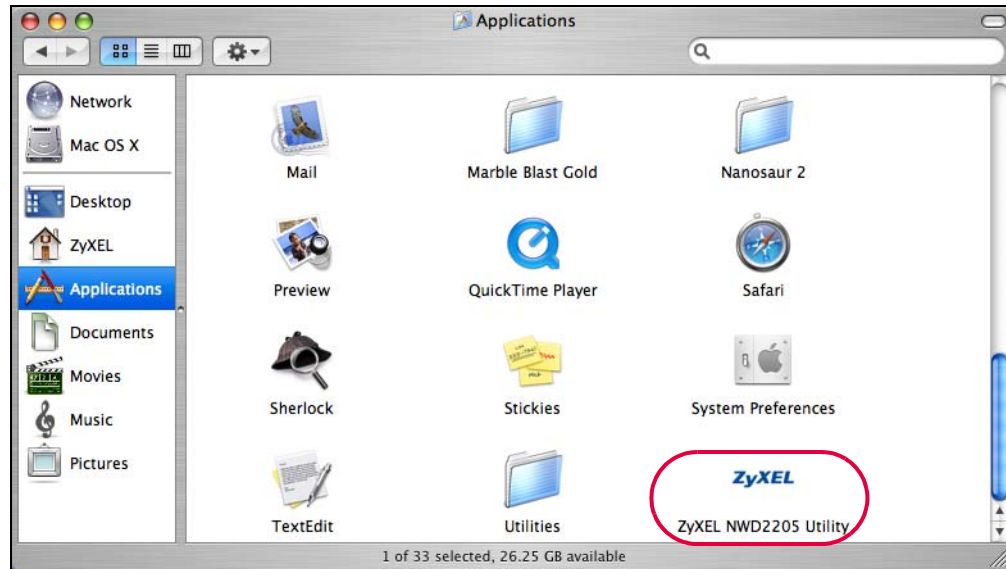 Applications
Network
Mac OS X
Desktop
ZyXEL
Applications
Documents
Movies
Music
Pictures
Mail
Marble Blast Gold
Nanosaur 2
Preview
QuickTime Player
Safari
Sherlock
Stickies
System Preferences
TextEdit
Utilities
ZyXEL
ZyXEL NWD2205 Utility
1 of 33 selected, 26.25 GB available